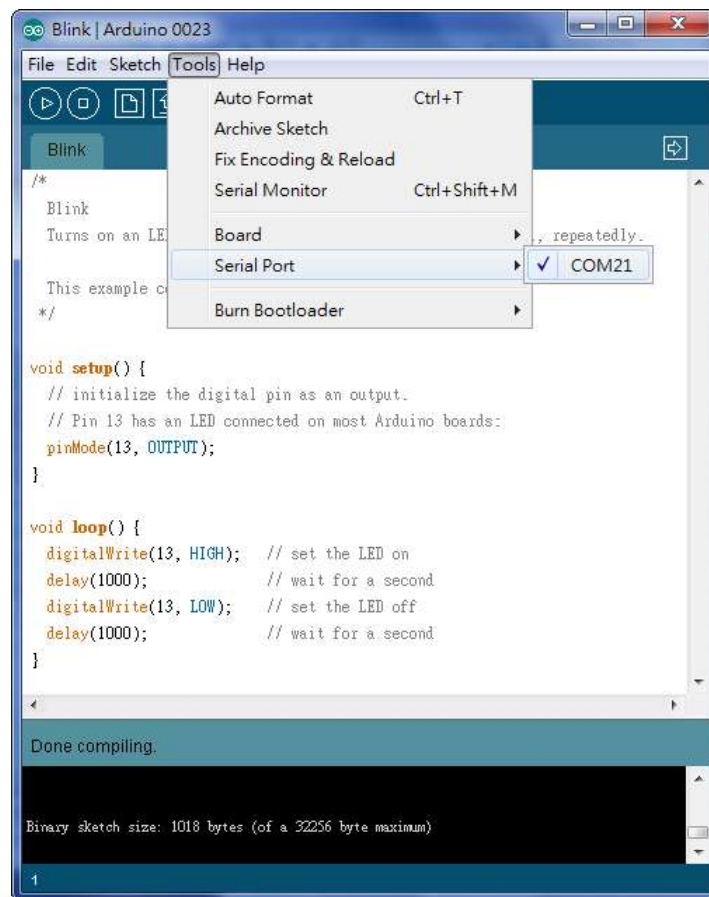 Blink | Arduino 0023
File Edit Sketch Tools Help
Auto Format Ctrl+T
Archive Sketch
Fix Encoding & Reload
Serial Monitor Ctrl+Shift+M
Board
Serial Port
COM21
Burn Bootloader
Blink
/*
Blink
Turns on an LE , repeatedly.
This example c
*/
void setup() {
// initialize the digital pin as an output.
// Pin 13 has an LED connected on most Arduino boards:
pinMode(13, OUTPUT);
}
void loop() {
digitalWrite(13, HIGH); // set the LED on
delay(1000); // wait for a second
digitalWrite(13, LOW); // set the LED off
delay(1000); // wait for a second
}
Done compiling.
Binary sketch size: 1018 bytes (of a 32256 byte maximum)
1